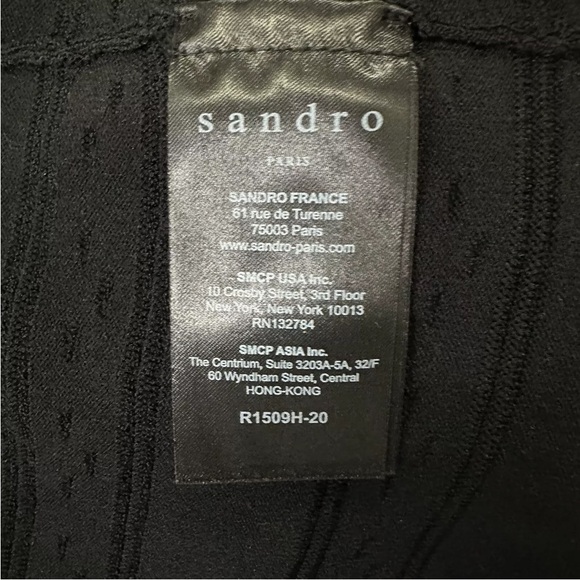 sandro
PARIS
SANDRO FRANCE
61 rue de Turenne
75003 Paris
www.sandro-paris.com
SMCP USA Inc.
10 Crosby Street, 3rd Floor
New York, New York 10013
RN132784
SMCP ASIA Inc.
The Centrium, Suite 3203A-5A, 32/F
60 Wyndham Street, Central
HONG-KONG
R1509H-20